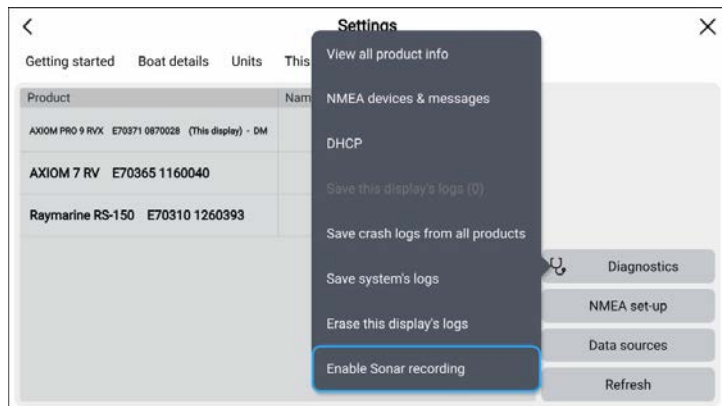 Settings
Getting started Boat details Units This
Product Nam
AXIOM PRO 9 RVX E70371 0870028 (This display) - DM
AXIOM 7 RV E70365 1160040
Raymarine RS-150 E70310 1260393
View all product info
NMEA devices & messages
DHCP
Save this display's logs (0)
Save crash logs from all products
Save system's logs
Erase this display's logs
Enable Sonar recording
Diagnostics
NMEA set-up
Data sources
Refresh